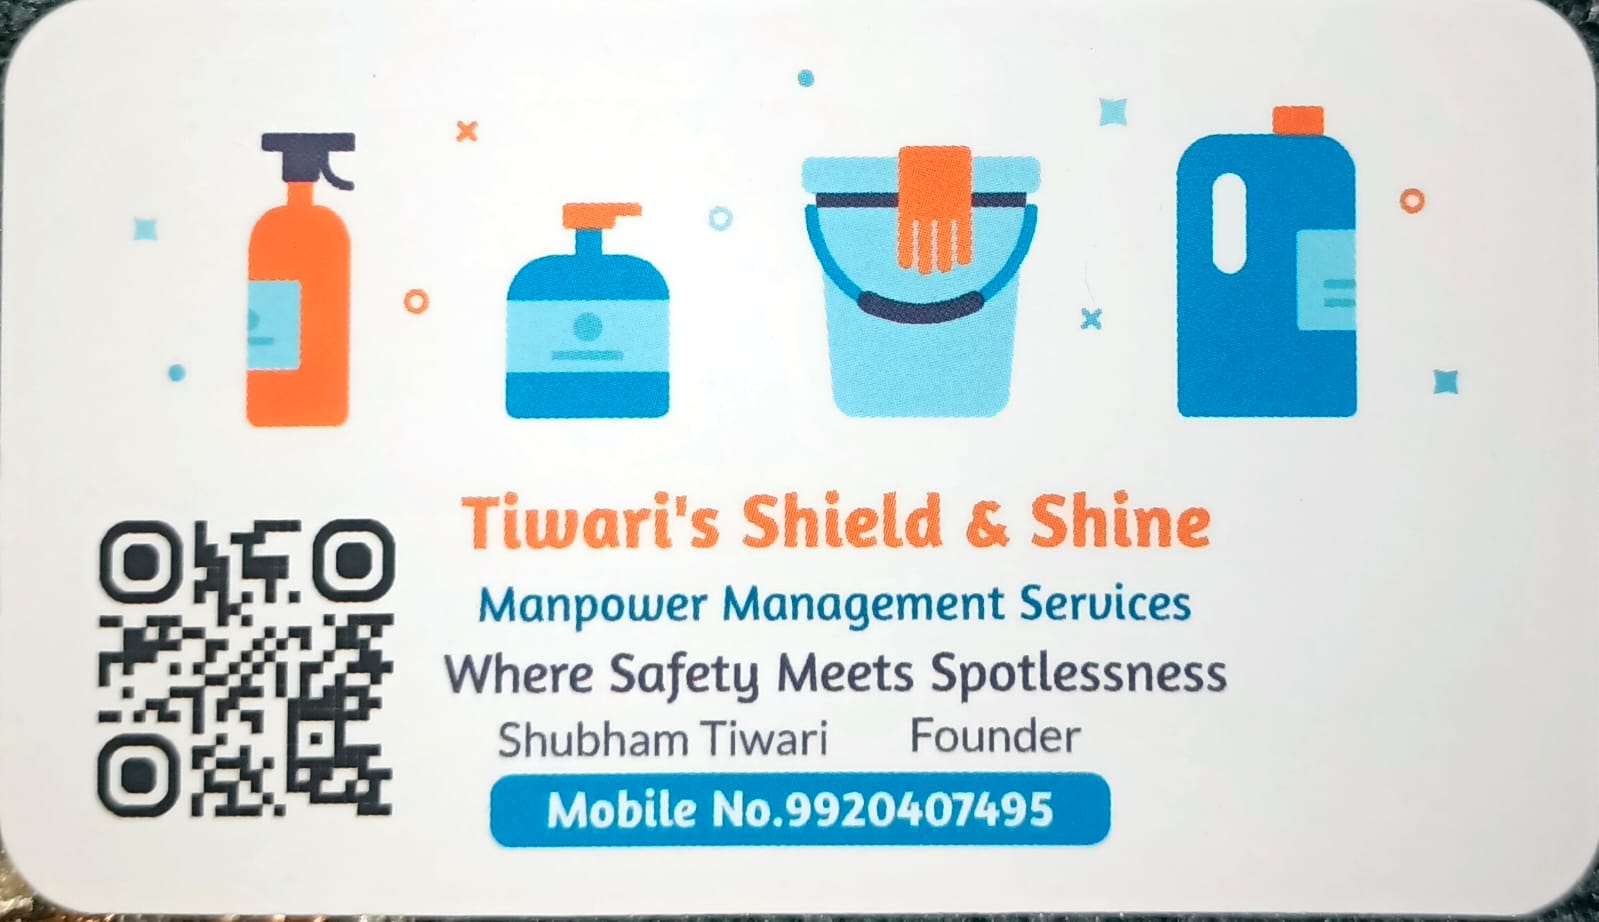 Tiwari's Shield & Shine
Manpower Management Services
Where Safety Meets Spotlessness
Shubham Tiwari Founder
Mobile No.9920407495